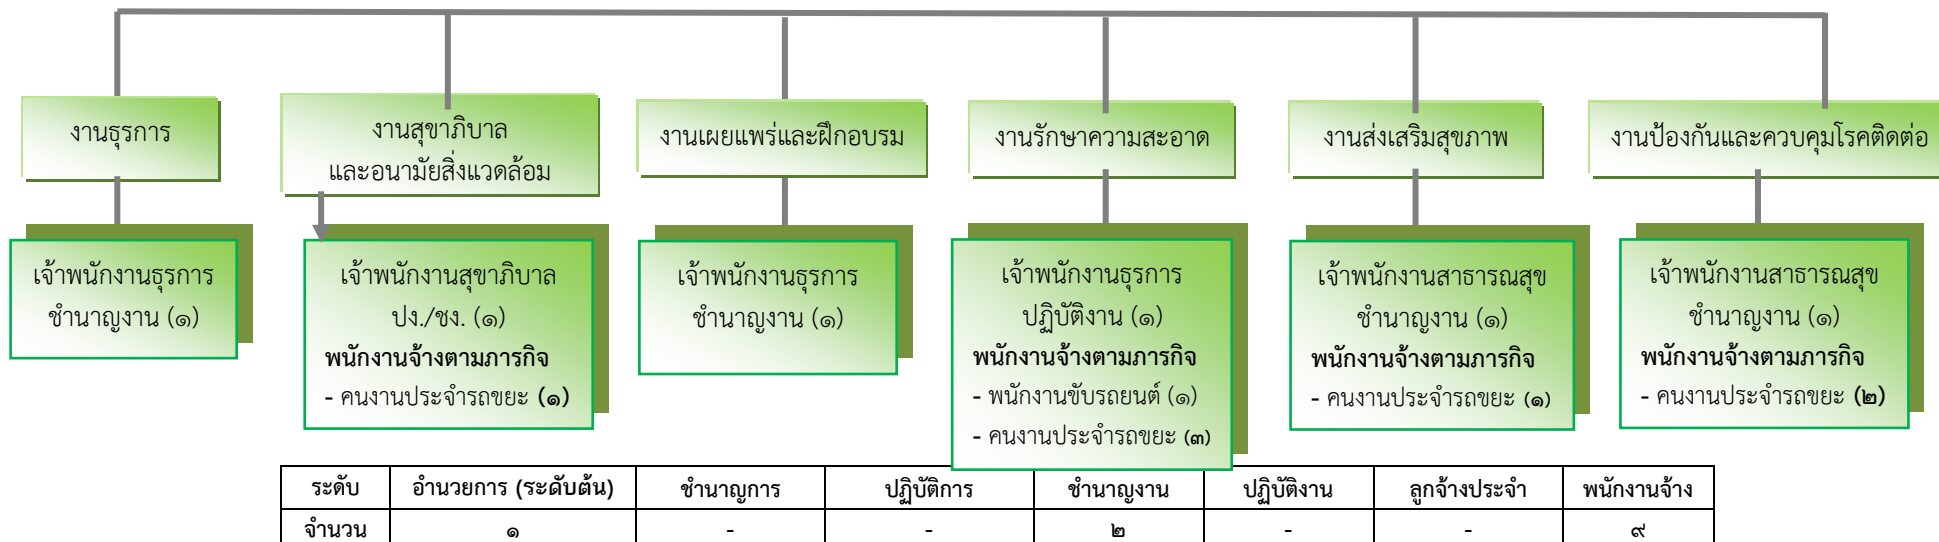 งานธุรการ
งานสุขาภิบาล
และอนามัยสิ่งแวดล้อม
งานเผยแพร่และฝึกอบรม
งานรักษาความสะอาด
งานส่งเสริมสุขภาพ
งานป้องกันและควบคุมโรคติดต่อ
เจ้าพนักงานธุรการ
ชำนาญงาน (๑)
เจ้าพนักงานสุขาภิบาล
ปง./ชง. (๑)
พนักงานจ้างตามภารกิจ
- คนงานประจำรถขยะ (๑)
เจ้าพนักงานธุรการ
ชำนาญงาน (๑)
เจ้าพนักงานธุรการ
ปฏิบัติงาน (๑)
พนักงานจ้างตามภารกิจ
- พนักงานขับรถยนต์ (๑)
- คนงานประจำรถขยะ (๓)
เจ้าพนักงานสาธารณสุข
ชำนาญงาน (๑)
พนักงานจ้างตามภารกิจ
- คนงานประจำรถขยะ (๑)
เจ้าพนักงานสาธารณสุข
ชำนาญงาน (๑)
พนักงานจ้างตามภารกิจ
- คนงานประจำรถขยะ (๒)
ระดับ อำนวยการ (ระดับต้น) ชำนาญการ ปฏิบัติการ ชำนาญงาน ปฏิบัติงาน ลูกจ้างประจำ พนักงานจ้าง
จำนวน ๑ - - ๒ - - ๙